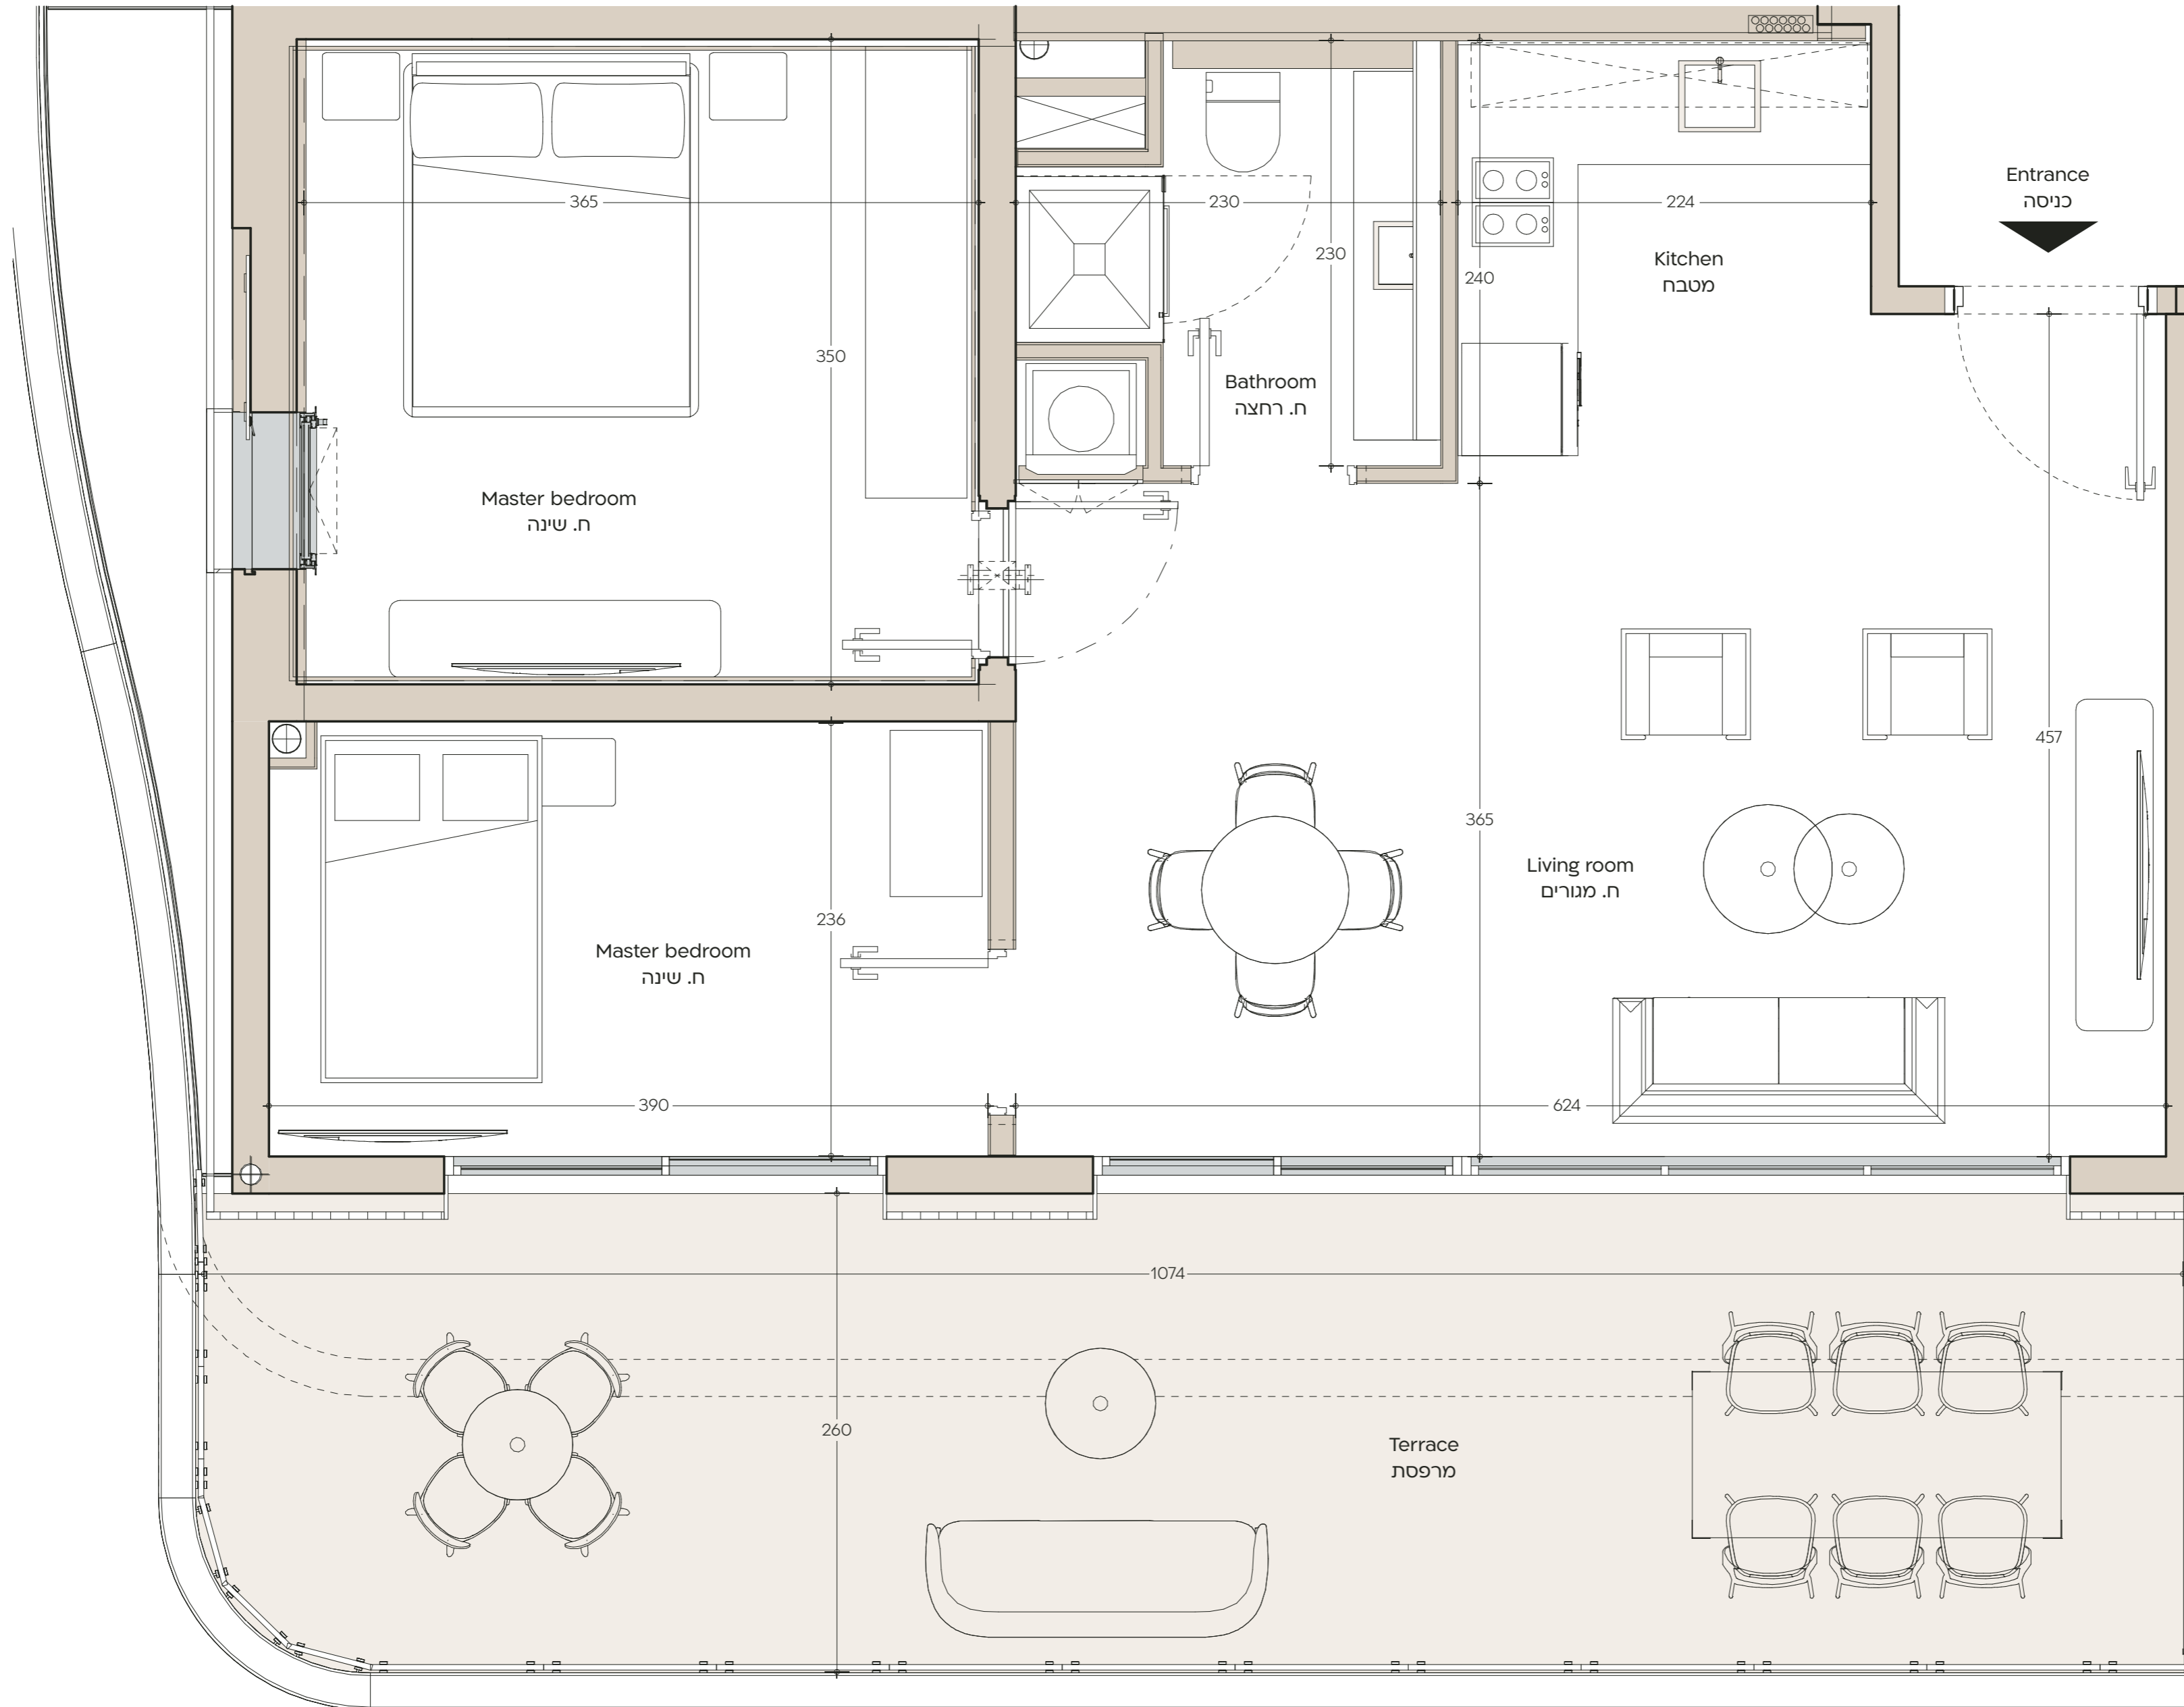 Entrance
כניסה
365
230
224
230
240
Kitchen
מטבח
350
Bathroom
ח. רחצה
Master bedroom
ח. שינה
457
365
Living room
ח. מגורים
236
Master bedroom
ח. שינה
390
624
1074
260
Terrace
מרפסת